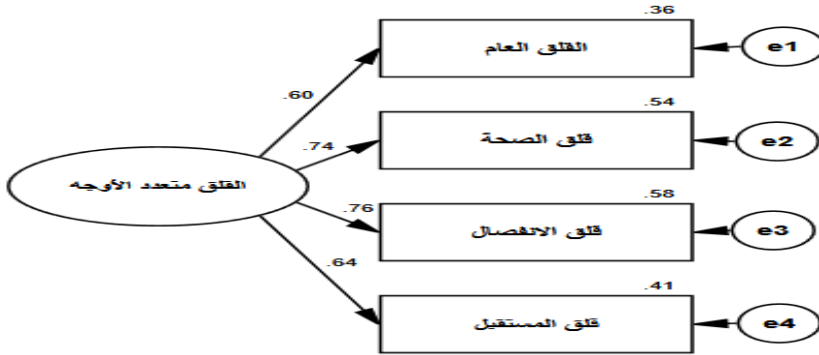 .36
القلق العام
e1
.60
.54
قلق الصحة
e2
.74
القلق متعدد الأوجه
.58
قلق الانفصال
e3
.76
.64
.41
قلق المستقبل
e4